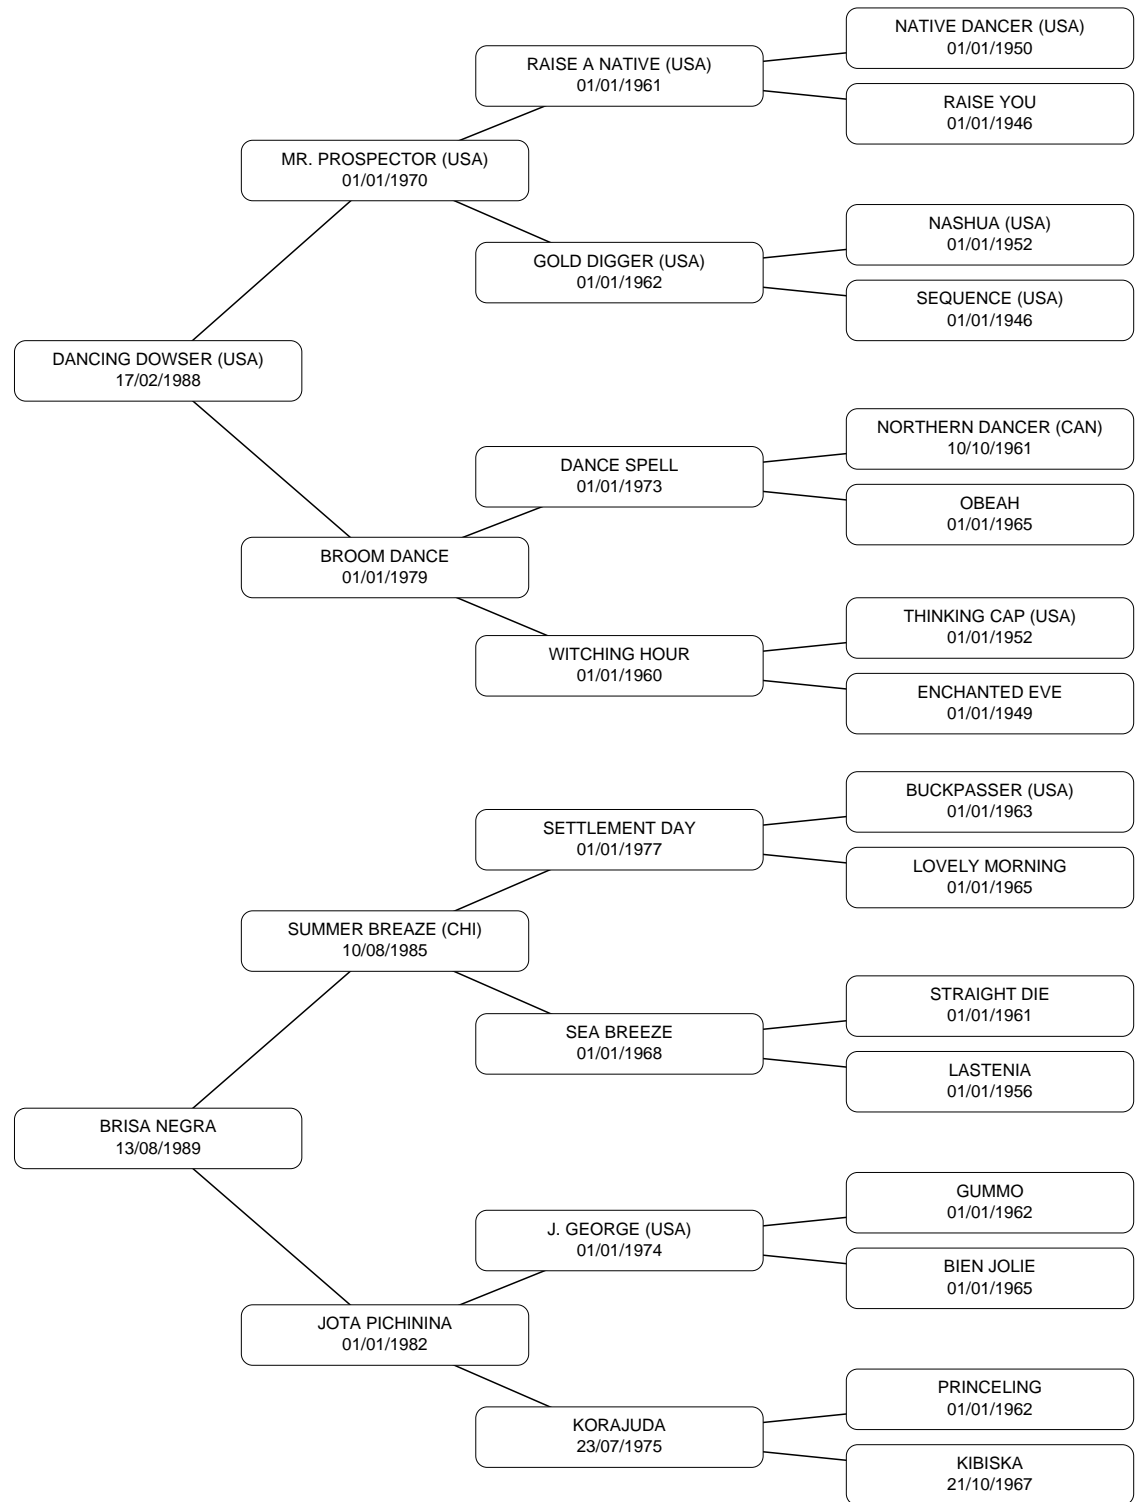 NATIVE DANCER (USA)
01/01/1950
RAISE A NATIVE (USA)
01/01/1961
RAISE YOU
01/01/1946
MR. PROSPECTOR (USA)
01/01/1970
NASHUA (USA)
01/01/1952
GOLD DIGGER (USA)
01/01/1962
SEQUENCE (USA)
01/01/1946
DANCING DOWSER (USA)
17/02/1988
NORTHERN DANCER (CAN)
10/10/1961
DANCE SPELL
01/01/1973
OBEAH
01/01/1965
BROOM DANCE
01/01/1979
THINKING CAP (USA)
01/01/1952
WITCHING HOUR
01/01/1960
ENCHANTED EVE
01/01/1949
BUCKPASSER (USA)
01/01/1963
SETTLEMENT DAY
01/01/1977
LOVELY MORNING
01/01/1965
SUMMER BREAZE (CHI)
10/08/1985
STRAIGHT DIE
01/01/1961
SEA BREEZE
01/01/1968
LASTENIA
01/01/1956
BRISA NEGRA
13/08/1989
GUMMO
01/01/1962
J. GEORGE (USA)
01/01/1974
BIEN JOLIE
01/01/1965
JOTA PICHININA
01/01/1982
PRINCELING
01/01/1962
KORAJUDA
23/07/1975
KIBISKA
21/10/1967